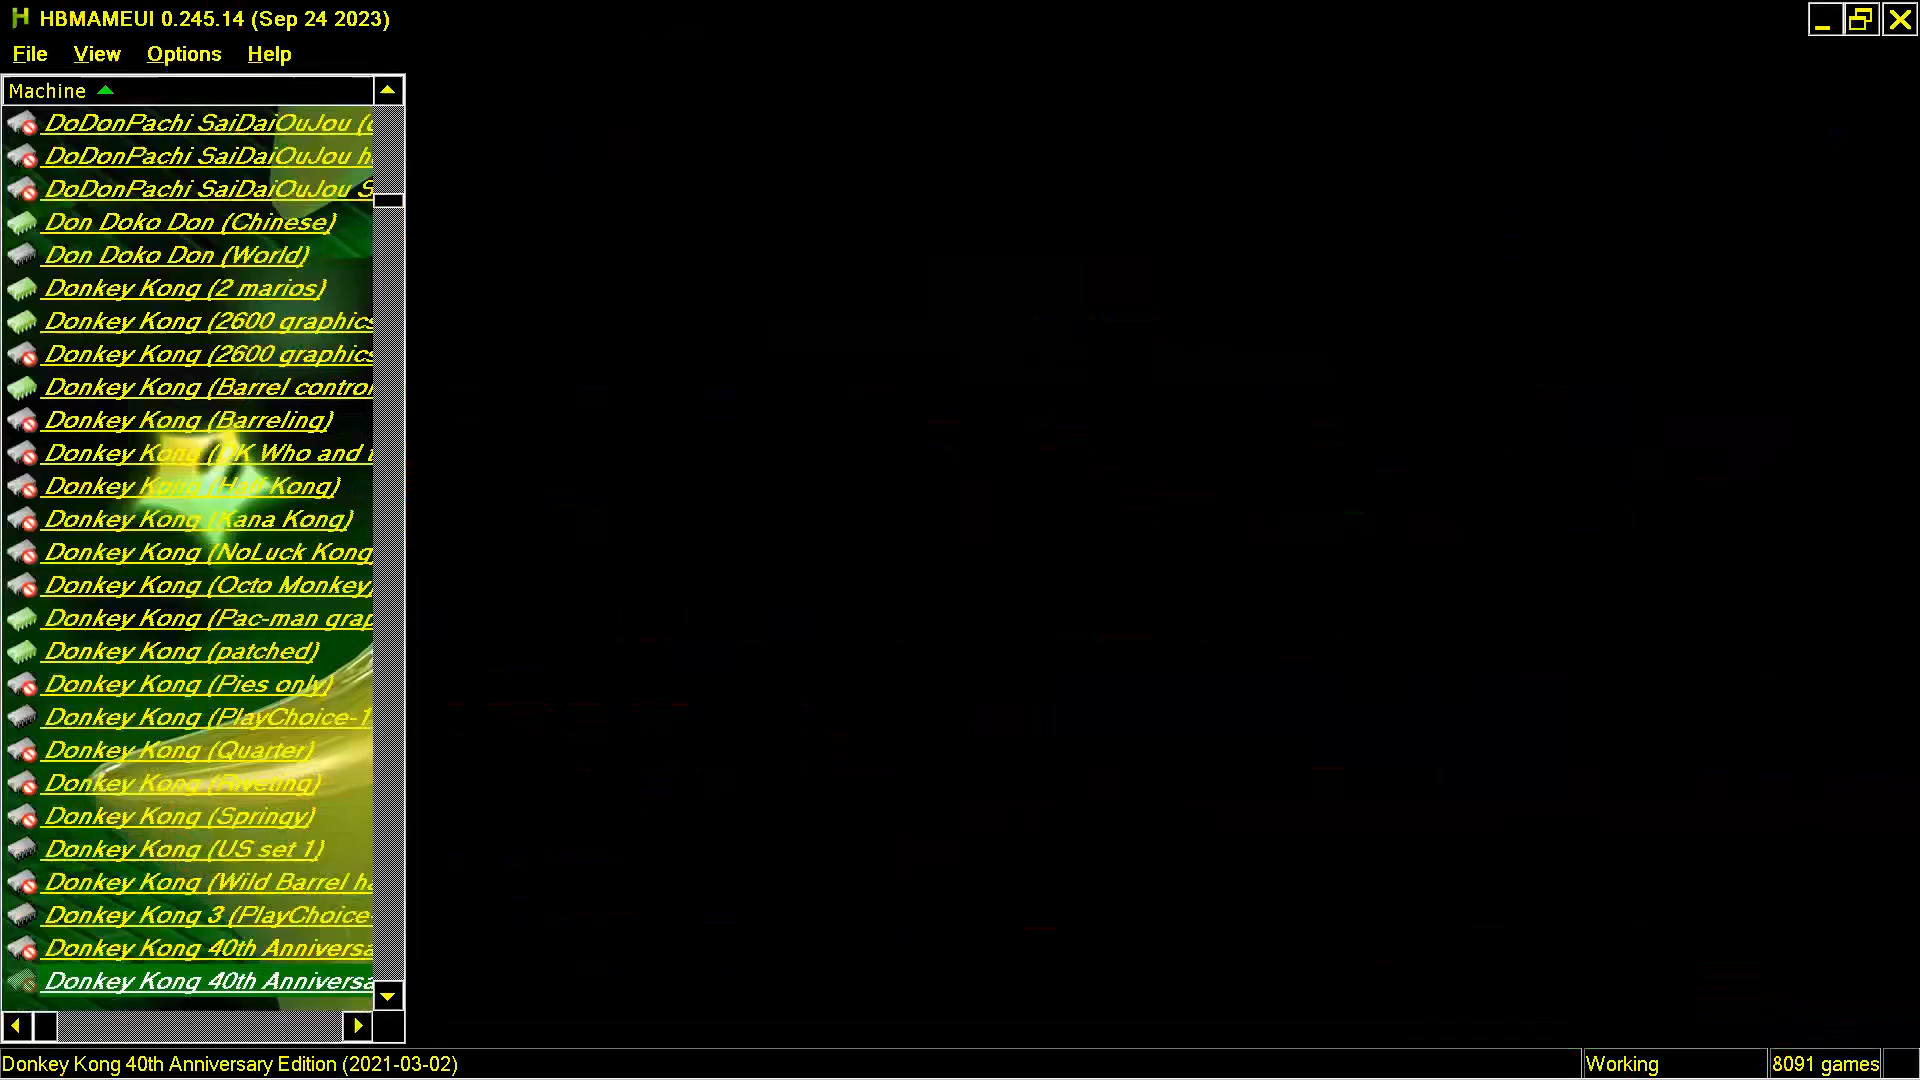 HBMAMEUI 0.245.14 (Sep 24 2023)
File View Options Help
Machine
DoDonPachi SaiDaiOuJou (
DoDonPachi SaiDaiOuJou
DoDonPachi SaiDaiOuJou
Don Doko Don (Chinese)
Don Doko Don (World)
Donkey Kong (2 marios)
Donkey Kong (2600 graphics
Donkey Kong (2600 graphics
Donkey Kong (Barrel control
Donkey Kong (Barreling)
Donkey Kong (DK Who and
Donkey Kong (Half Kong)
Donkey Kong (Kana Kong)
Donkey Kong (NoLuck Kong
Donkey Kong (Octo Monkey)
Donkey Kong (Pac-man grap
Donkey Kong (patched)
Donkey Kong (Pies only)
Donkey Kong (PlayChoice-1
Donkey Kong (Quarter)
Donkey Kong (Riveting)
Donkey Kong (Springy)
Donkey Kong (US set 1)
Donkey Kong (Wild Barrel ha
Donkey Kong 3 (PlayChoice-
Donkey Kong 40th Anniversa
Donkey Kong 40th Anniversa
Donkey Kong 40th Anniversary Edition (2021-03-02)
Working
8091 games